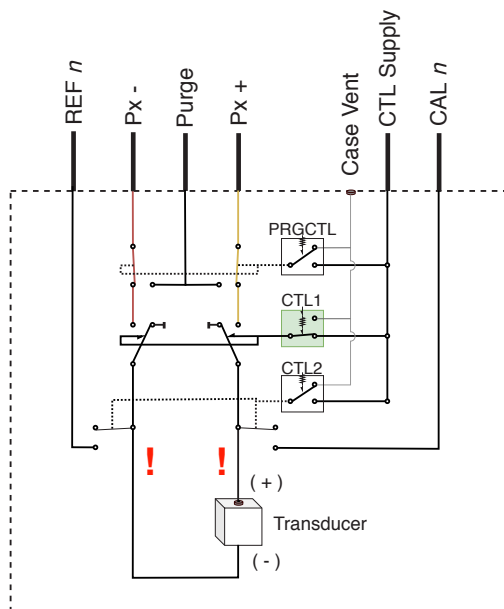 REF n
Px -
Purge
Px +
Case Vent
CTL Supply
CAL n
PRGCTL
CTL1
CTL2
! !
( + )
Transducer
( - )